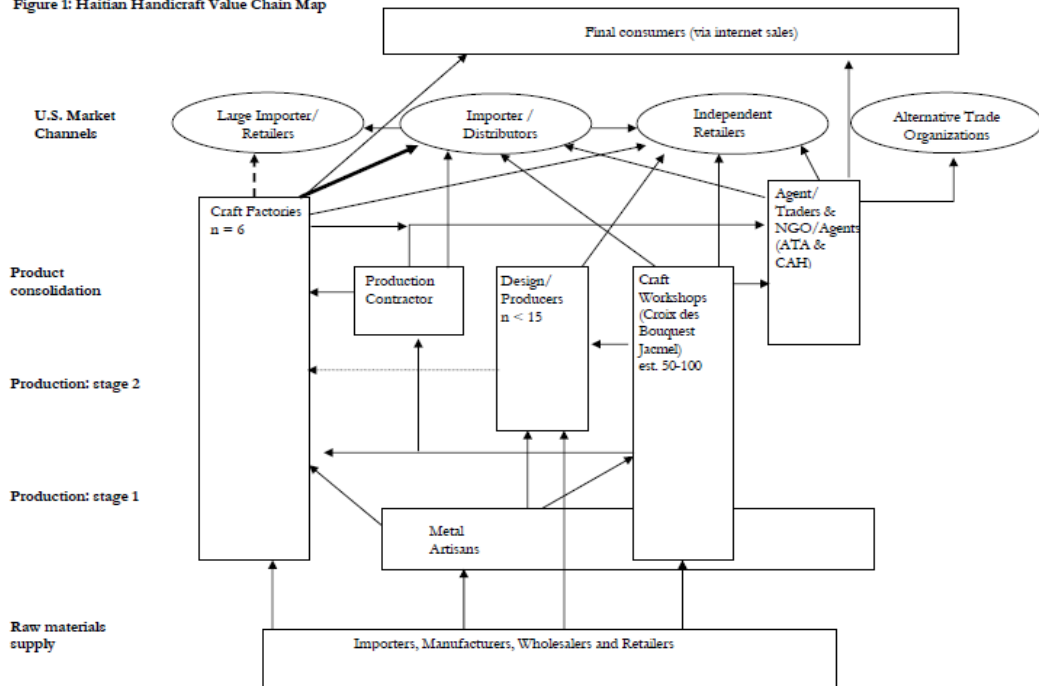 Figure 1: Haitian Handicraft Value Chain Map
Final consumers (via internet sales)
U.S. Market
Channels
Large Importer/
Retailers
Importer /
Distributors
Independent
Retailers
Alternative Trade
Organizations
Craft Factories
n = 6
Agent/
Traders &
NGO/Agents
(ATA &
CAH)
Product
consolidation
Production
Contractor
Design/
Producers
n < 15
Craft
Workshops
(Croix des
Bouquest
Jacmel)
est. 50-100
Production: stage 2
Production: stage 1
Metal
Artisans
Raw materials
supply
Importers, Manufacturers, Wholesalers and Retailers